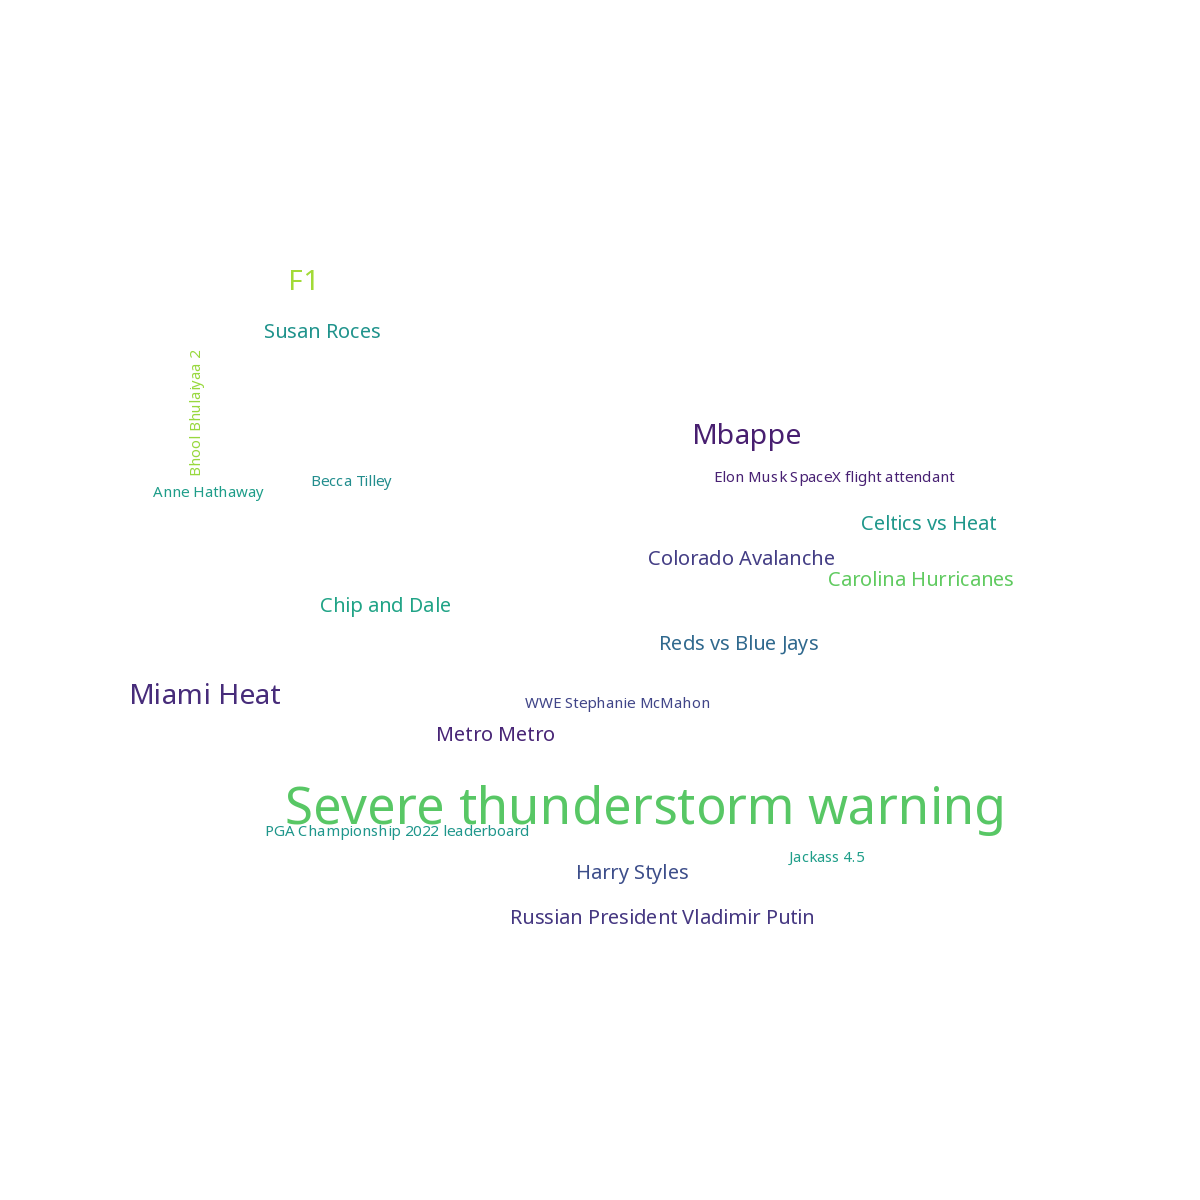 F1
Susan Roces
Bhool Bhulaiyaa 2
Mbappe
Elon Musk SpaceX flight attendant
Becca Tilley
Anne Hathaway
Celtics vs Heat
Colorado Avalanche
Carolina Hurricanes
Chip and Dale
Reds vs Blue Jays
Miami Heat
WWE Stephanie McMahon
Metro Metro
Severe thunderstorm warning
PGA Championship 2022 leaderboard
Jackass 4.5
Harry Styles
Russian President Vladimir Putin